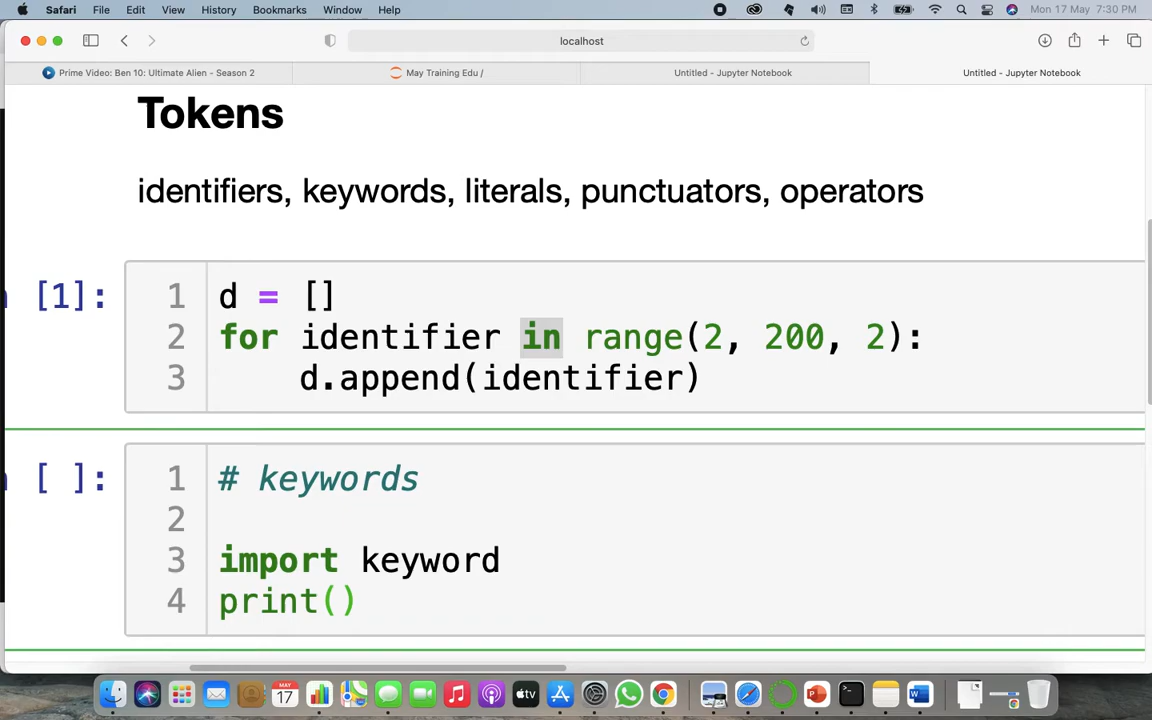 Safari File Edit View History Bookmarks Window Help Mon 17 May 7:30 PM
localhost
Prime Video: Ben 10: Ultimate Alien - Season 2 May Training Edu / Untitled - Jupyter Notebook Untitled - Jupyter Notebook
Tokens
identifiers, keywords, literals, punctuators, operators
[1]: 1 d = []
2 for identifier in range(2, 200, 2):
3 d.append(identifier)
[ ]: 1 # keywords
2
3 import keyword
4 print()
MAY
17
tv